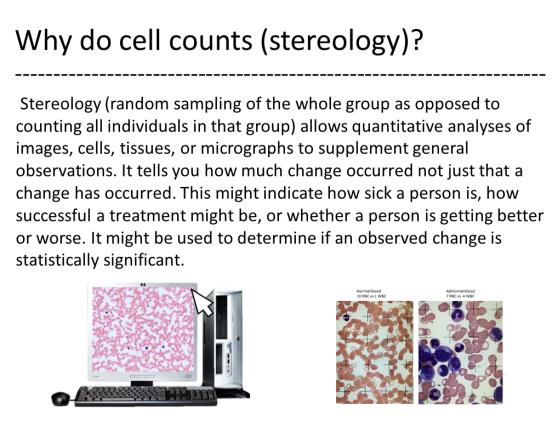 Why do cell counts (stereology)?
Stereology (random sampling of the whole group as opposed to
counting all individuals in that group) allows quantitative analyses of
images, cells, tissues, or micrographs to supplement general
observations. It tells you how much change occurred not just that a
change has occurred. This might indicate how sick a person is, how
successful a treatment might be, or whether a person is getting better
or worse. It might be used to determine if an observed change is
statistically significant.
Normal blood
10 RBC vs 1 WBC
Abnormal blood
7 RBC vs 4 WBC